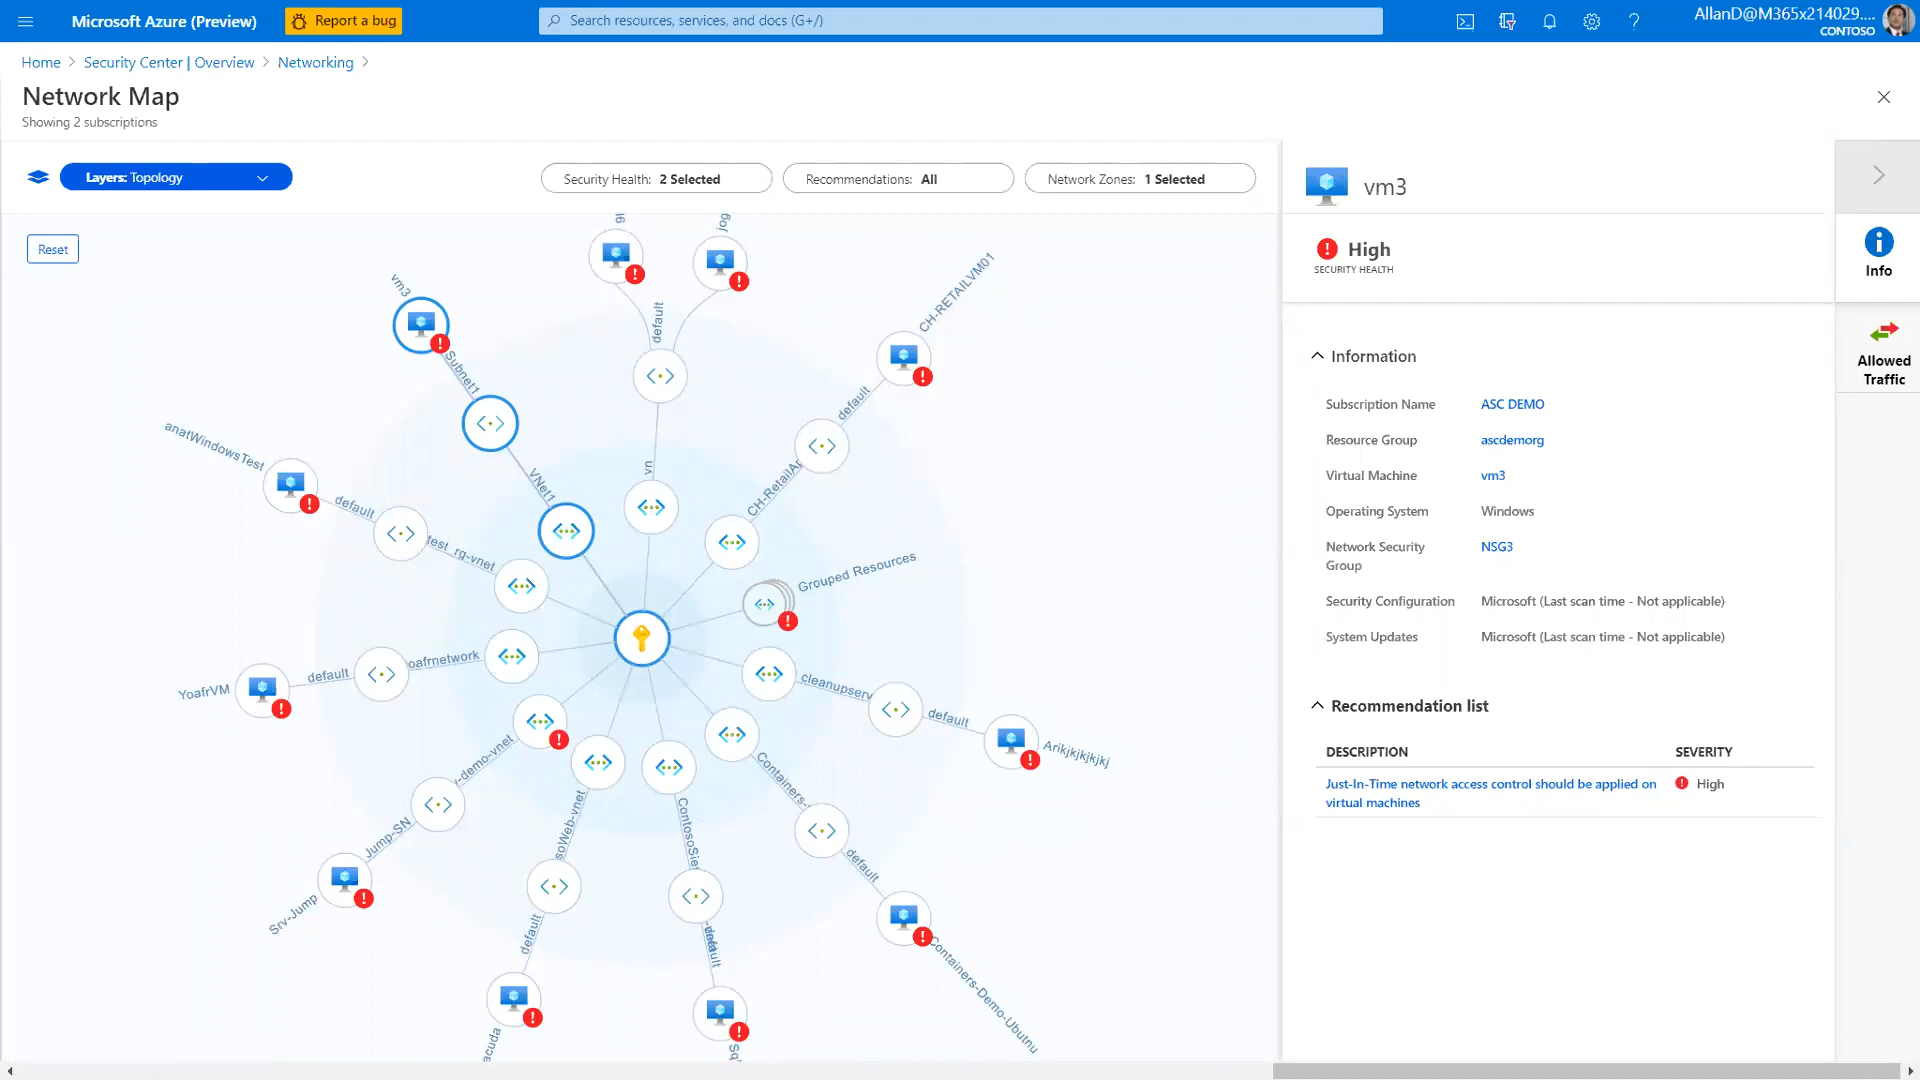 Microsoft Azure (Preview)
Report a bug
Search resources, services, and docs (G+/)
AllanD@M365x214029....
CONTOSO
Home > Security Center | Overview > Networking >
Network Map
Showing 2 subscriptions
Layers: Topology
Security Health: 2 Selected
Recommendations: All
Network Zones: 1 Selected
Reset
vm3
Subnet1
VNet1
default
vn
jog
CH-RETAILVM01
default
CH-RetailAp
Grouped Resources
anatWindowsTest
default
test_rg-vnet
YoafrVM
default
oafrnetwork
cleanupserv
default
Arikjkjkjkjkj
Srv-Jump
Jump-SN
-demo-vnet
soWeb-vnet
default
acuda
ContosoSie
default
Sq
Containers-
default
Containers-Demo-Ubutnu
vm3
High
SECURITY HEALTH
Info
Allowed
Traffic
Information
Subscription Name ASC DEMO
Resource Group ascdemorg
Virtual Machine vm3
Operating System Windows
Network Security NSG3
Group
Security Configuration Microsoft (Last scan time - Not applicable)
System Updates Microsoft (Last scan time - Not applicable)
Recommendation list
DESCRIPTION SEVERITY
Just-In-Time network access control should be applied on High
virtual machines